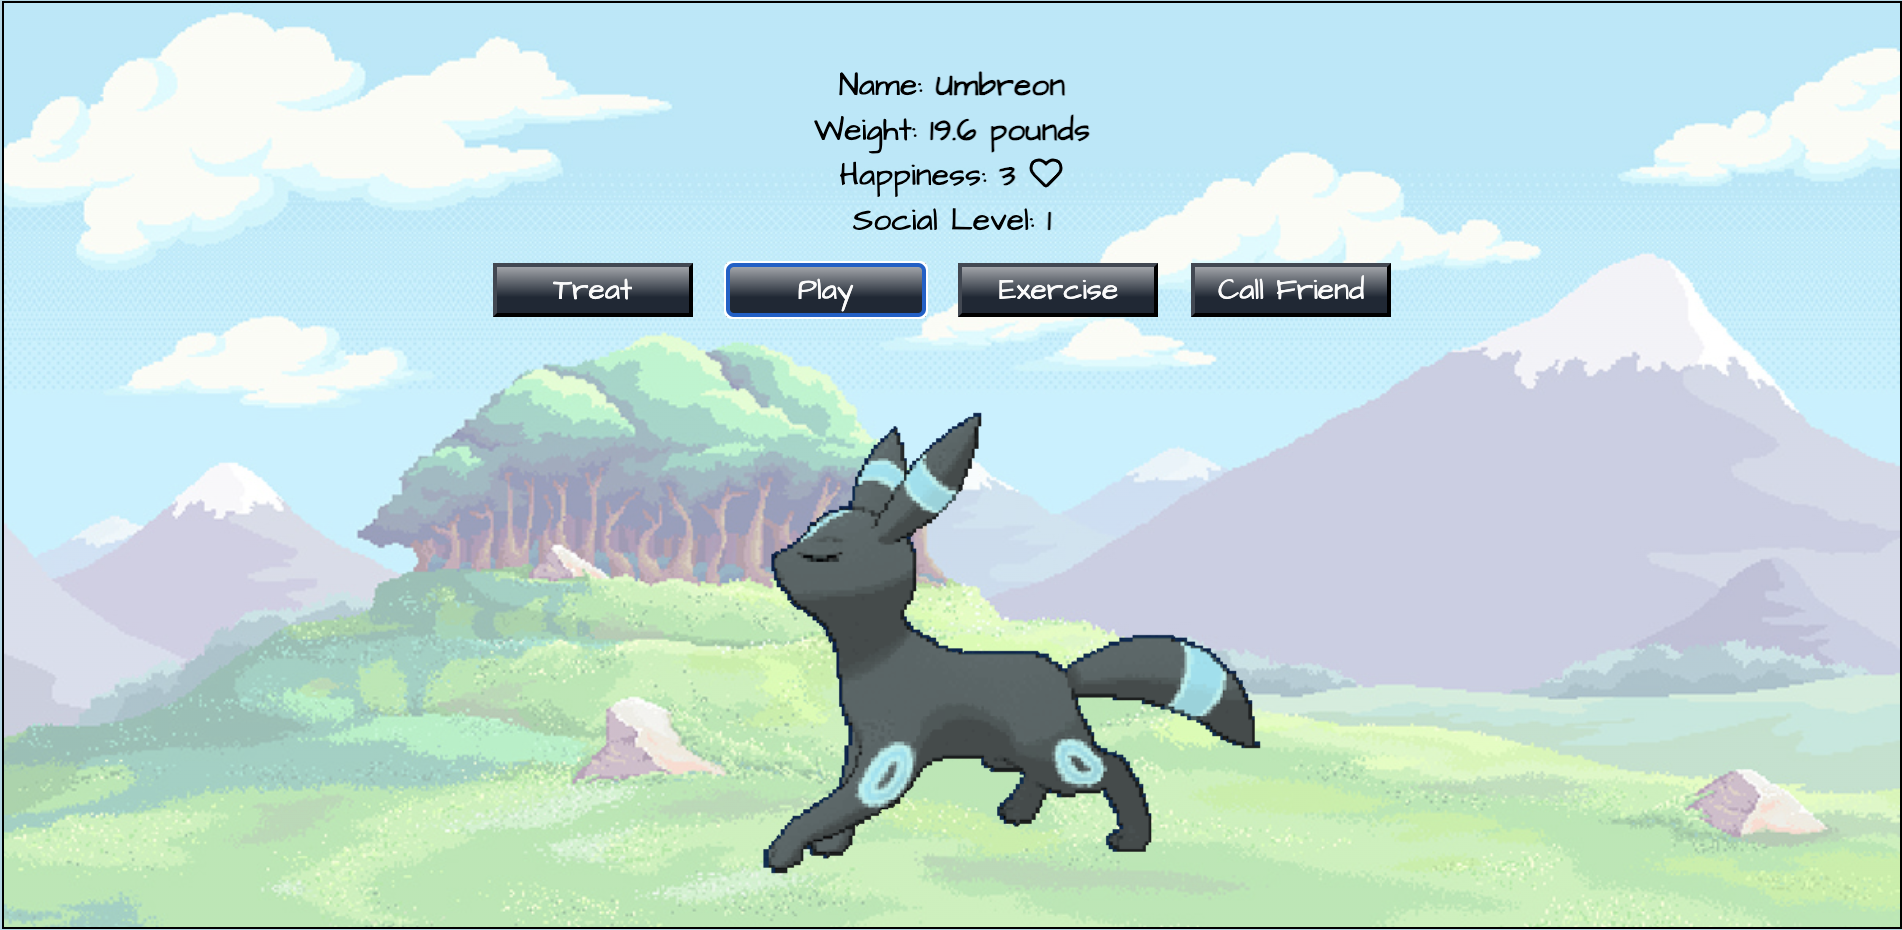 Name: Umbreon
Weight: 19.6 pounds
Happiness: 3
Social Level: 1
Treat Play Exercise Call Friend